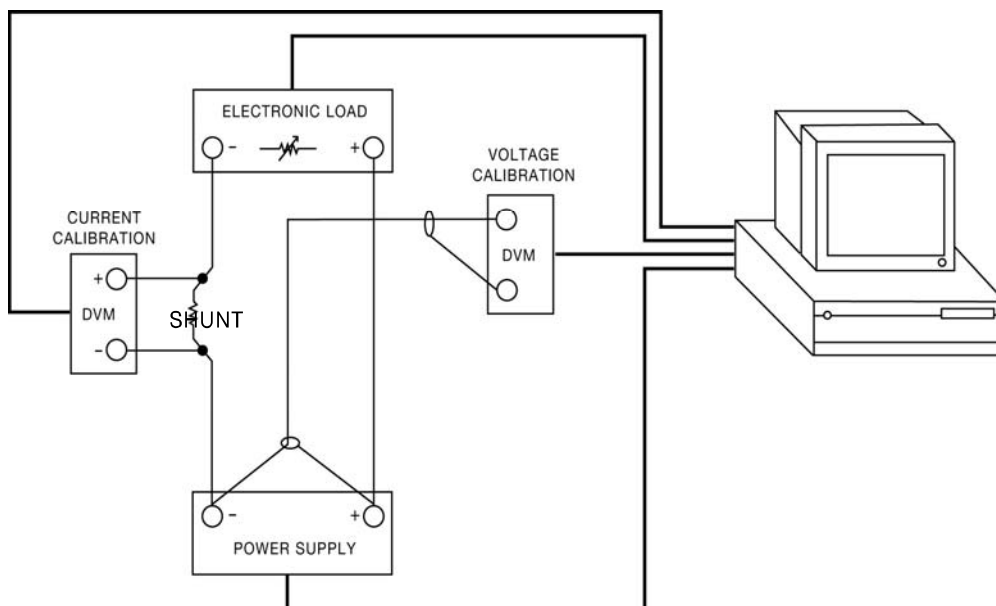 ELECTRONIC LOAD
- +
VOLTAGE
CALIBRATION
CURRENT
CALIBRATION
+
DVM
-
SHUNT
DVM
- +
POWER SUPPLY